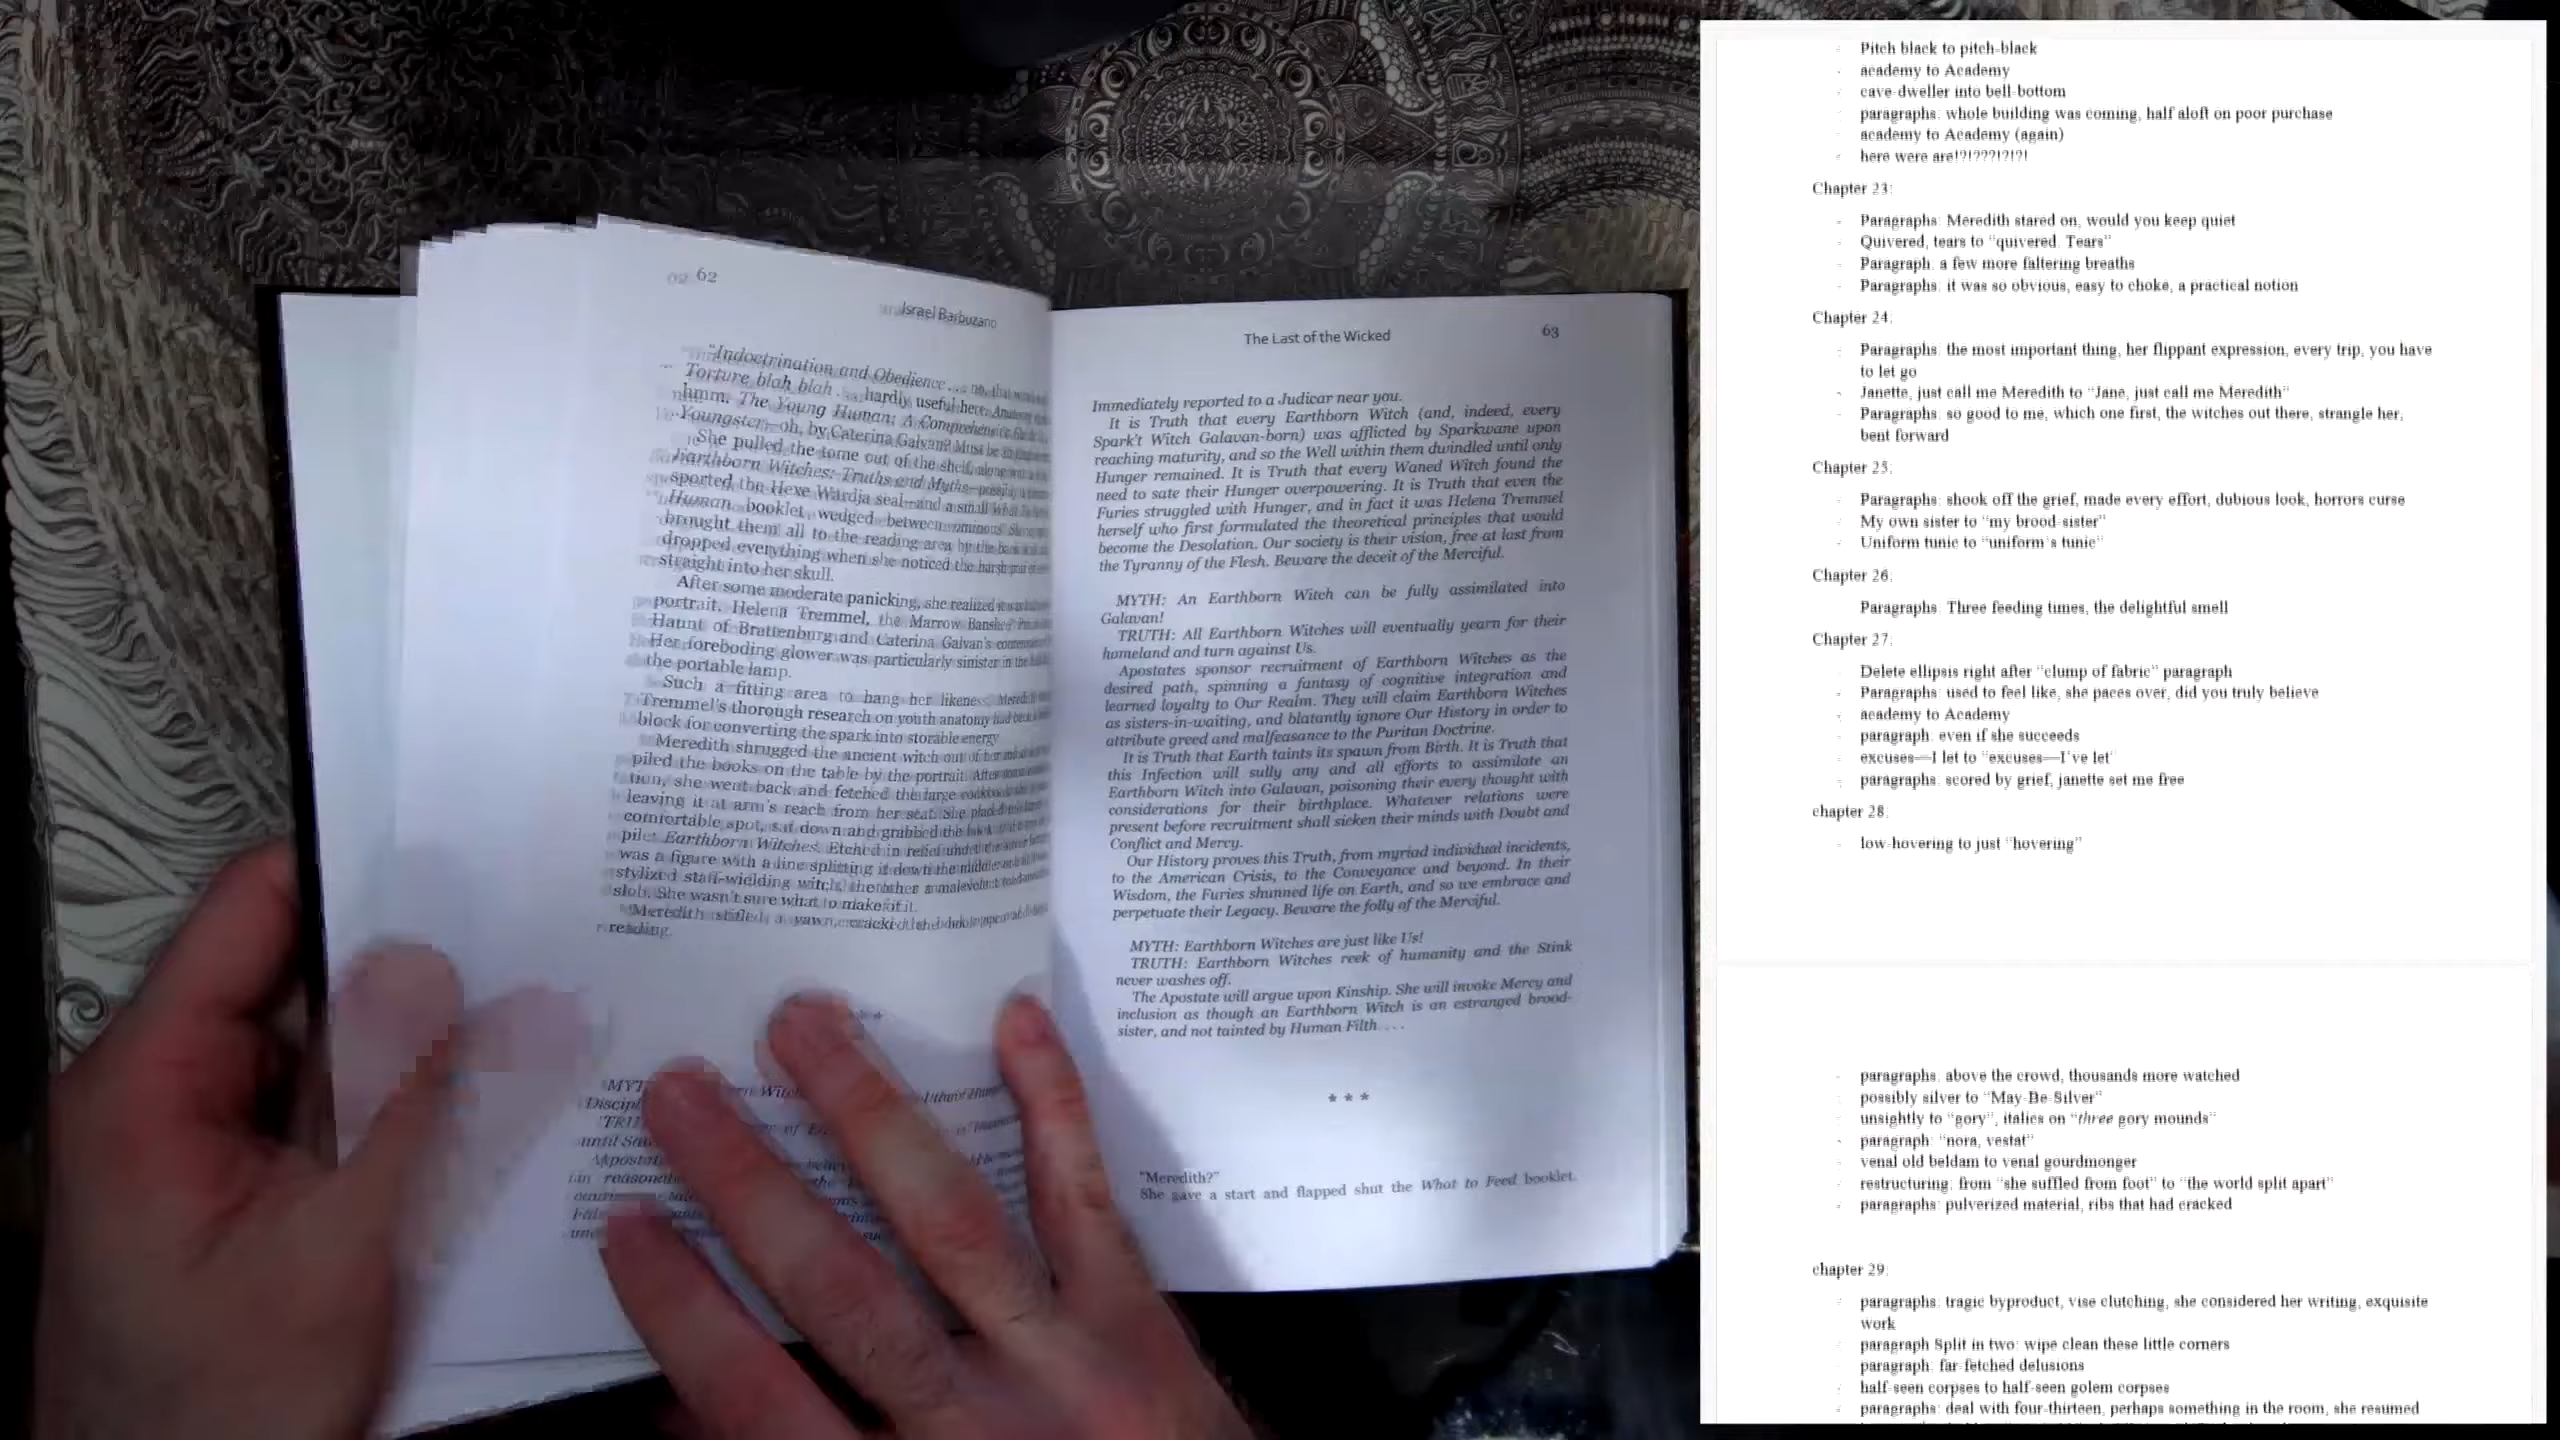 62
Israel Barbuzano
"Indoctrination and Obedience . . . no, that
Torture blah blah . . . hardly useful here.
hmm. The Young Human: A Comprehensive
Youngster—oh, by Caterina Galvan? Must be
She pulled the tome out of the shelf, along
Earthborn Witches: Truths and Myths—
sported the Hexe Wardja seal—and a small What
Human booklet wedged between ominous
brought them all to the reading area by the
dropped everything when she noticed the harsh
straight into her skull.
After some moderate panicking, she realized
portrait. Helena Tremmel, the Marrow Banshee,
Haunt of Brattenburg and Caterina Galvan's
Her foreboding glower was particularly sinister in the
the portable lamp.
Such a fitting area to hang her likeness.
Tremmel's thorough research on youth anatomy had
block for converting the spark into storable energy
Meredith shrugged the ancient witch out of her
piled the books on the table by the portrait. After
tion, she went back and fetched the large
leaving it at arm's reach from her seat. She
comfortable spot, sat down and grabbed the
pile: Earthborn Witches. Etched in relief under the
was a figure with a line splitting it down the middle
stylized staff-wielding witch, the other a malevolent
slob. She wasn't sure what to make of it.
Meredith stifled a yawn, cracked the
reading.
The Last of the Wicked
63
Immediately reported to a Judicar near you.
It is Truth that every Earthborn Witch (and, indeed, every
Spark't Witch Galavan-born) was afflicted by Sparkwane upon
reaching maturity, and so the Well within them dwindled until only
Hunger remained. It is Truth that every Waned Witch found the
need to sate their Hunger overpowering. It is Truth that even the
Furies struggled with Hunger, and in fact it was Helena Tremmel
herself who first formulated the theoretical principles that would
become the Desolation. Our society is their vision, free at last from
the Tyranny of the Flesh. Beware the deceit of the Merciful.
MYTH: An Earthborn Witch can be fully assimilated into
Galavan!
TRUTH: All Earthborn Witches will eventually yearn for their
homeland and turn against Us.
Apostates sponsor recruitment of Earthborn Witches as the
desired path, spinning a fantasy of cognitive integration and
learned loyalty to Our Realm. They will claim Earthborn Witches
as sisters-in-waiting, and blatantly ignore Our History in order to
attribute greed and malfeasance to the Puritan Doctrine.
It is Truth that Earth taints its spawn from Birth. It is Truth that
this Infection will sully any and all efforts to assimilate an
Earthborn Witch into Galavan, poisoning their every thought with
considerations for their birthplace. Whatever relations were
present before recruitment shall sicken their minds with Doubt and
Conflict and Mercy.
Our History proves this Truth, from myriad individual incidents,
to the American Crisis, to the Conveyance and beyond. In their
Wisdom, the Furies shunned life on Earth, and so we embrace and
perpetuate their Legacy. Beware the folly of the Merciful.
MYTH: Earthborn Witches are just like Us!
TRUTH: Earthborn Witches reek of humanity and the Stink
never washes off.
The Apostate will argue upon Kinship. She will invoke Mercy and
inclusion as though an Earthborn Witch is an estranged brood-
sister, and not tainted by Human Filth . . . .
* * *
"Meredith?"
She gave a start and flapped shut the What to Feed booklet.
- Pitch black to pitch-black
- academy to Academy
- cave-dweller into bell-bottom
- paragraphs: whole building was coming, half aloft on poor purchase
- academy to Academy (again)
- here were are!?!???!?!?!
Chapter 23:
- Paragraphs: Meredith stared on, would you keep quiet
- Quivered, tears to "quivered. Tears"
- Paragraph: a few more faltering breaths
- Paragraphs: it was so obvious, easy to choke, a practical notion
Chapter 24:
- Paragraphs: the most important thing, her flippant expression, every trip, you have
to let go
- Janette, just call me Meredith to "Jane, just call me Meredith"
- Paragraphs: so good to me, which one first, the witches out there, strangle her,
bent forward
Chapter 25:
- Paragraphs: shook off the grief, made every effort, dubious look, horrors curse
- My own sister to "my brood-sister"
- Uniform tunic to "uniform's tunic"
Chapter 26:
Paragraphs: Three feeding times, the delightful smell
Chapter 27:
Delete ellipsis right after "clump of fabric" paragraph
- Paragraphs: used to feel like, she paces over, did you truly believe
- academy to Academy
- paragraph: even if she succeeds
- excuses—I let to "excuses—I've let"
- paragraphs: scored by grief, janette set me free
chapter 28:
- low-hovering to just "hovering"
- paragraphs: above the crowd, thousands more watched
- possibly silver to "May-Be-Silver"
- unsightly to "gory", italics on "three gory mounds"
- paragraph: "nora, vestat"
- venal old beldam to venal gourdmonger
- restructuring: from "she suffled from foot" to "the world split apart"
- paragraphs: pulverized material, ribs that had cracked
chapter 29:
- paragraphs: tragic byproduct, vise clutching, she considered her writing, exquisite
work
- paragraph Split in two: wipe clean these little corners
- paragraph: far-fetched delusions
- half-seen corpses to half-seen golem corpses
- paragraphs: deal with four-thirteen, perhaps something in the room, she resumed